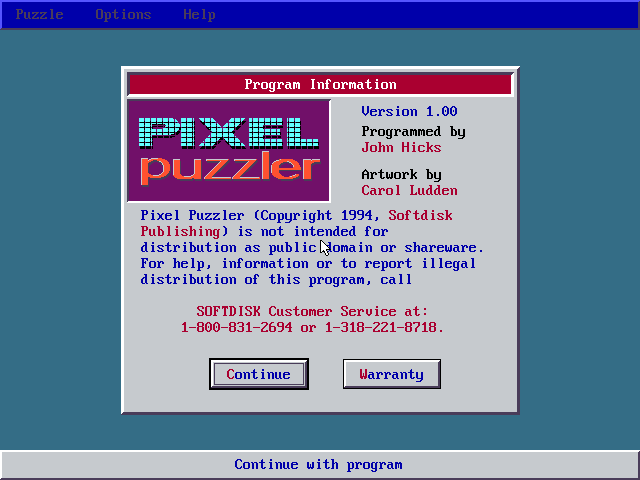 Puzzle Options Help
Program Information
PIXEL
puzzler
Version 1.00
Programmed by
John Hicks
Artwork by
Carol Ludden
Pixel Puzzler (Copyright 1994, Softdisk
Publishing) is not intended for
distribution as public domain or shareware.
For help, information or to report illegal
distribution of this program, call
SOFTDISK Customer Service at:
1-800-831-2694 or 1-318-221-8718.
Continue Warranty
Continue with program